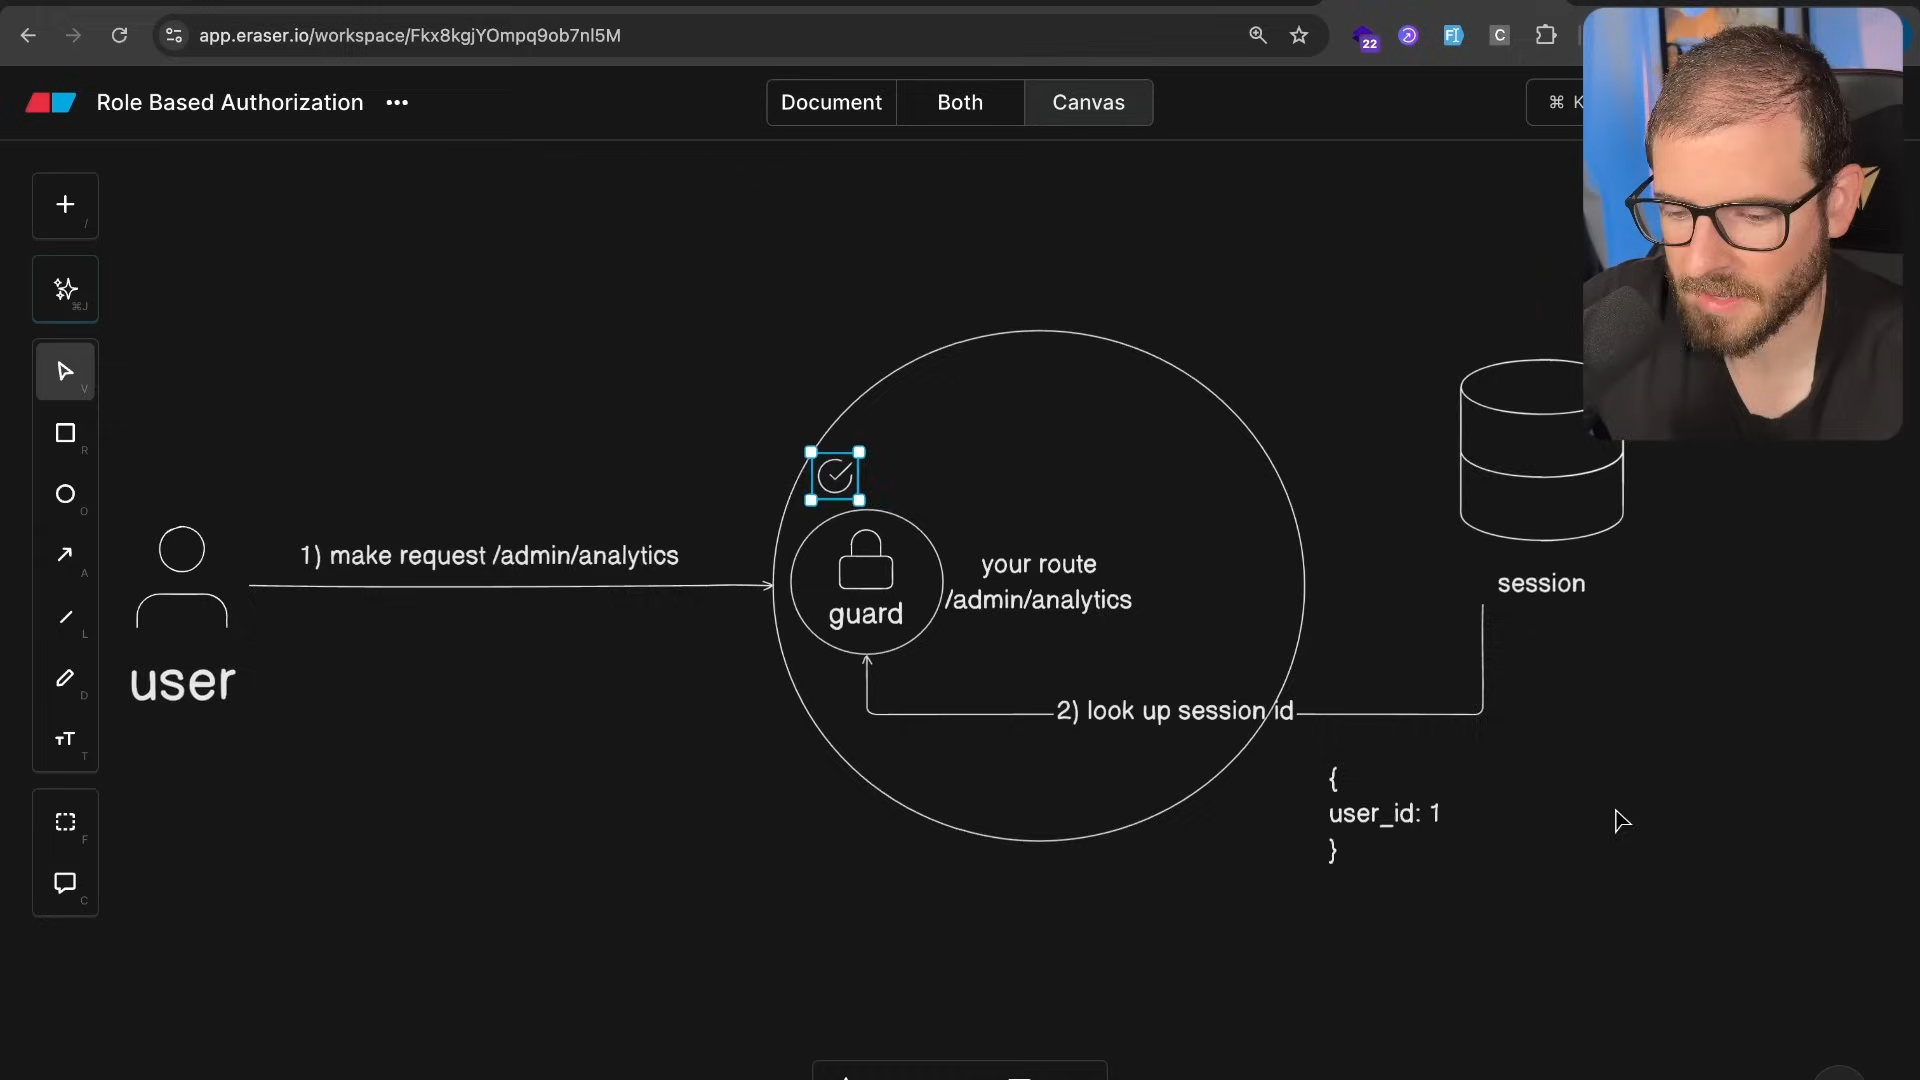 app.eraser.io/workspace/Fkx8kgjYOmpq9ob7nI5M
22
C
Role Based Authorization
Document
Both
Canvas
⌘ K
/
⌘J
V
R
O
A
L
D
T
F
C
1) make request /admin/analytics
user
guard
your route
/admin/analytics
session
2) look up session id
{
user_id: 1
}